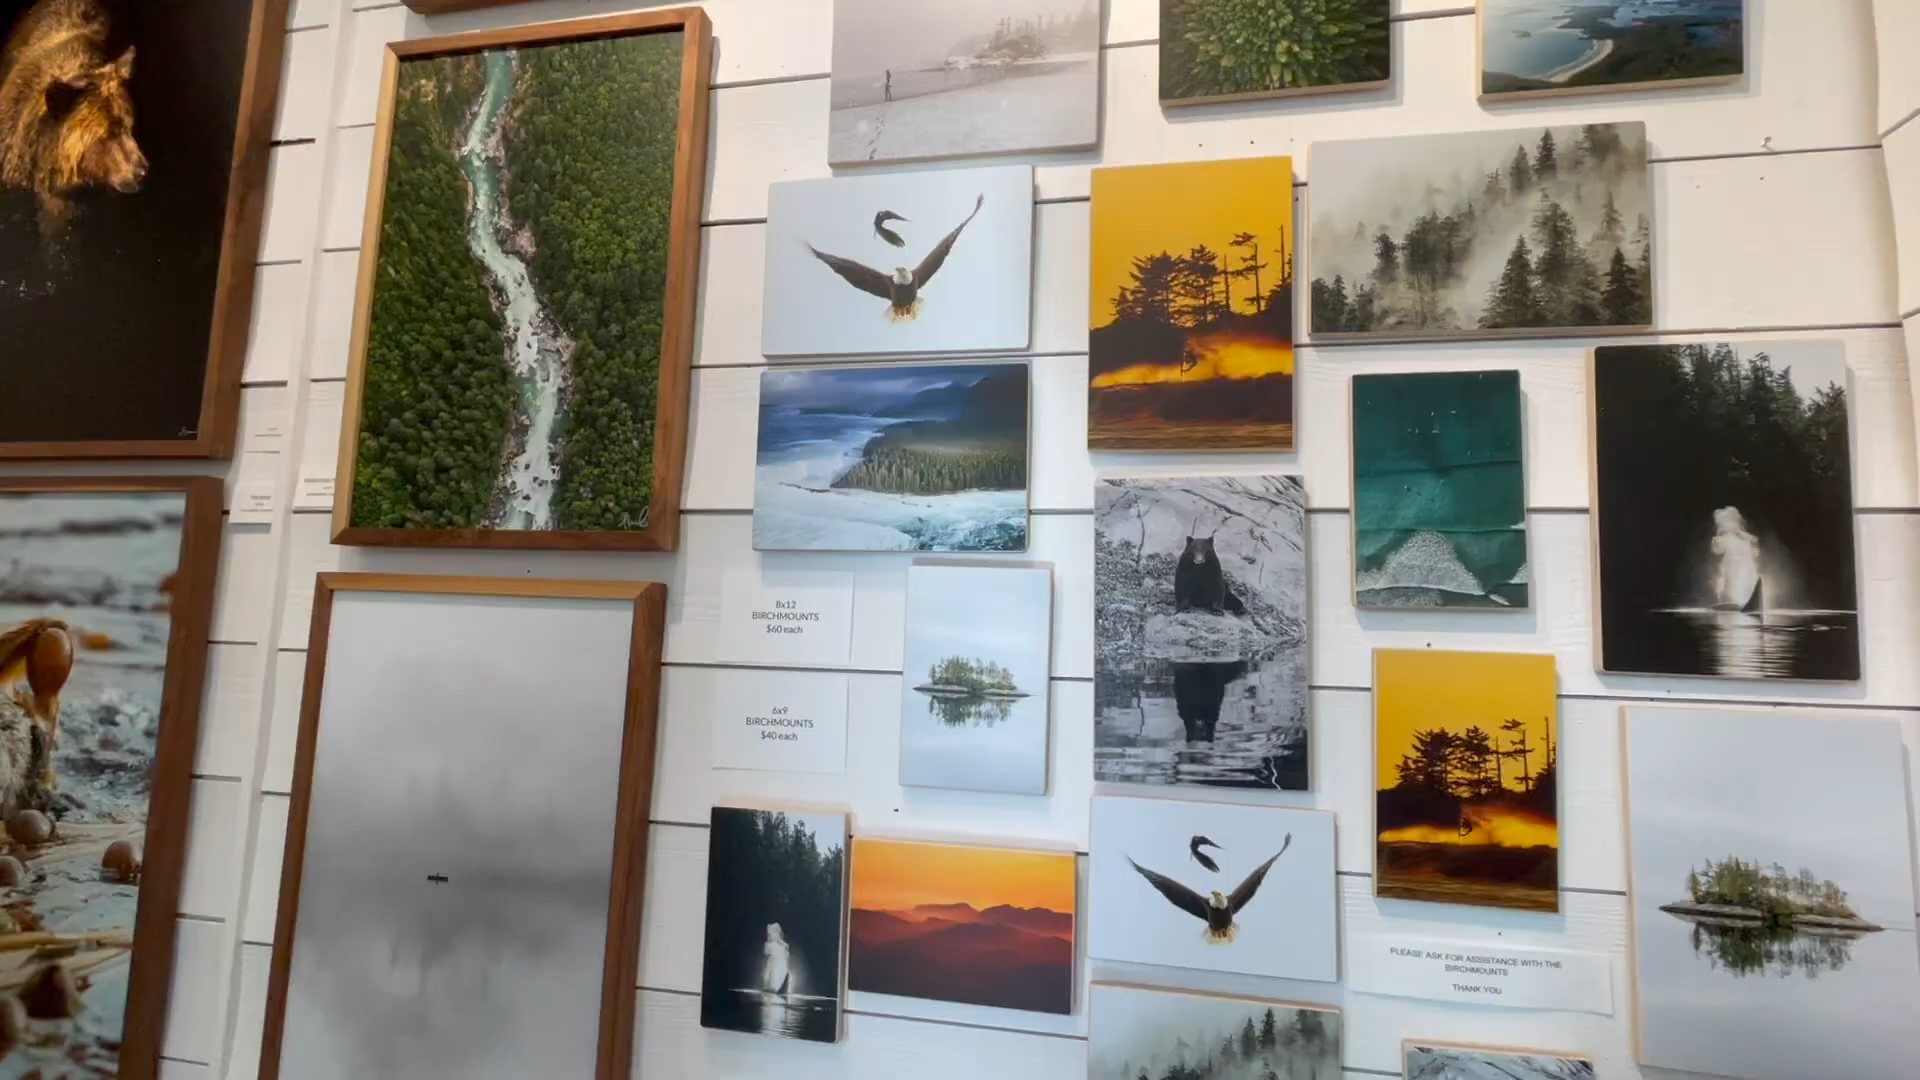 8x12
BIRCHMOUNTS
$60 each
6x9
BIRCHMOUNTS
$40 each
PLEASE ASK FOR ASSISTANCE WITH THE
BIRCHMOUNTS
THANK YOU